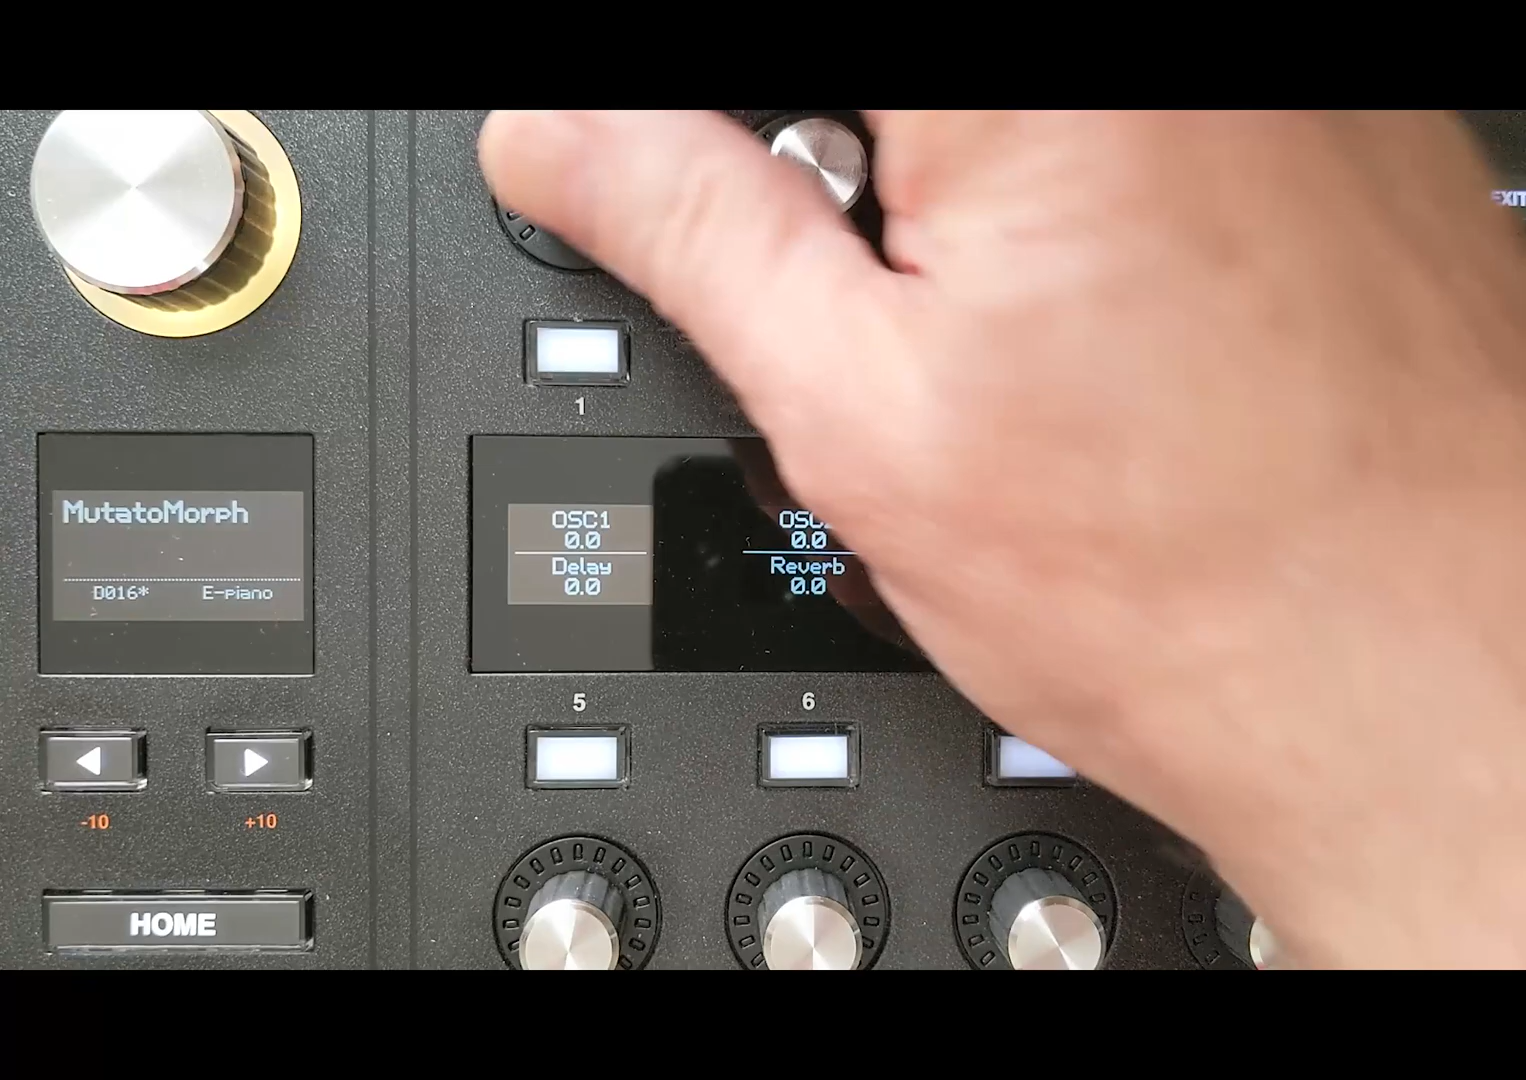 EXIT
1
MutatoMorph
D016* E-piano
OSC1
0.0
Delay
0.0
0.0
Reverb
0.0
5 6
-10 +10
HOME